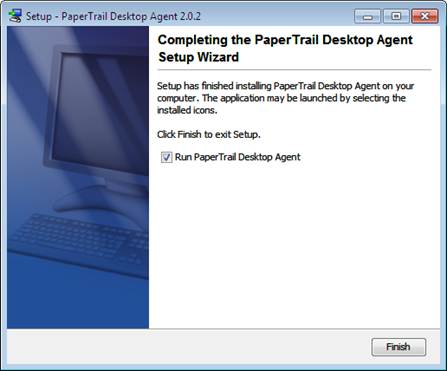 Setup - PaperTrail Desktop Agent 2.0.2
Completing the PaperTrail Desktop Agent
Setup Wizard
Setup has finished installing PaperTrail Desktop Agent on your
computer. The application may be launched by selecting the
installed icons.
Click Finish to exit Setup.
Run PaperTrail Desktop Agent
Finish